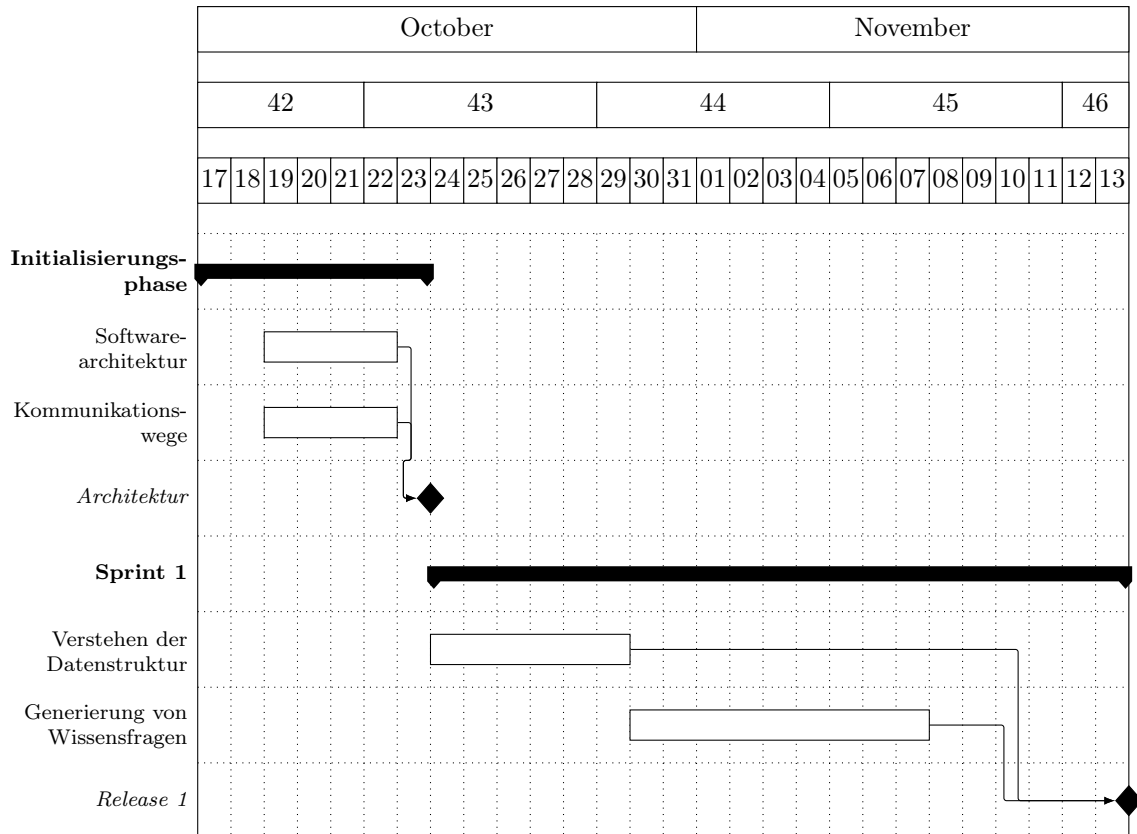 October November
42 43 44 45 46
17 18 19 20 21 22 23 24 25 26 27 28 29 30 31 01 02 03 04 05 06 07 08 09 10 11 12 13
Initialisierungs-
phase
Software-
architektur
Kommunikations-
wege
Architektur
Sprint 1
Verstehen der
Datenstruktur
Generierung von
Wissensfragen
Release 1